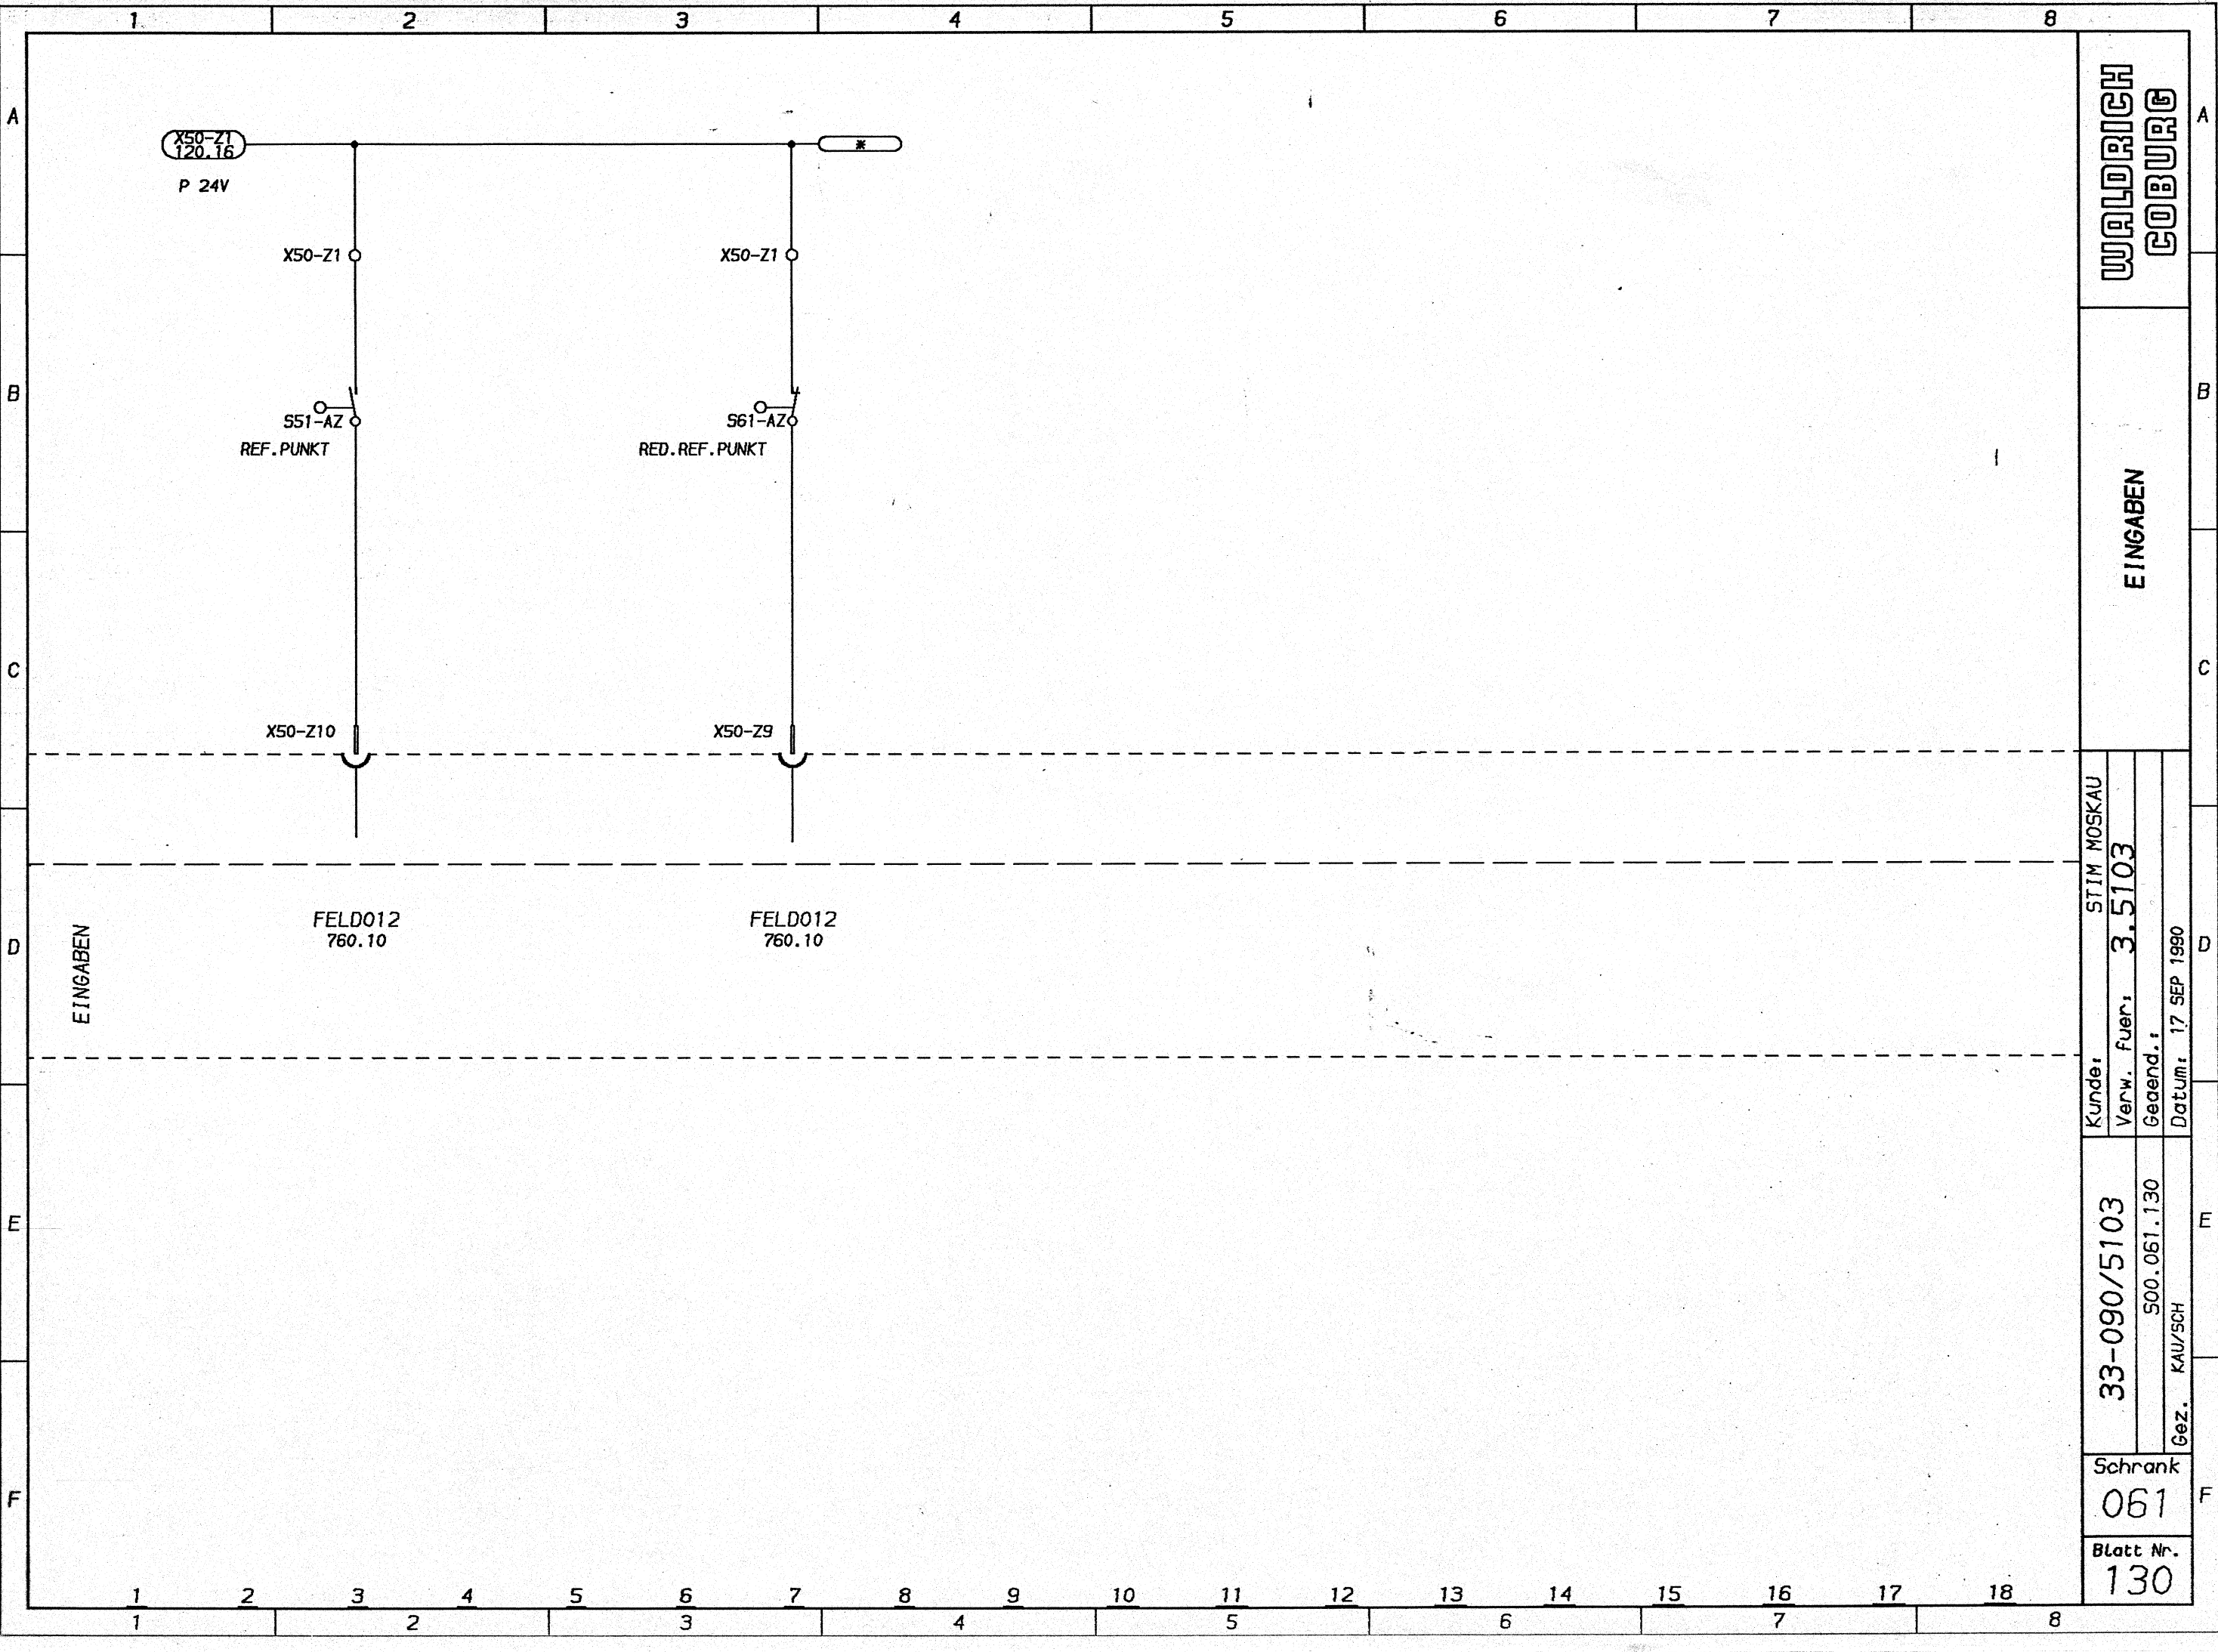 1 2 3 4 5 6 7 8
A A
X50-Z1
120.16
*
P 24V
X50-Z1 X50-Z1
B B
S51-AZ S61-AZ
REF.PUNKT RED.REF.PUNKT
C C
X50-Z10 X50-Z9
D D
FELD012 FELD012
760.10 760.10
EINGABEN
E E
F F
1 2 3 4 5 6 7 8 9 10 11 12 13 14 15 16 17 18
1 2 3 4 5 6 7 8
WALDRICH
COBURG
EINGABEN
Kunde: STIM MOSKAU
Verw. fuer: 3.5103
Geaend.:
Datum: 17 SEP 1990
33-090/5103
S00.061.130
Gez. KAU/SCH
Schrank
061
Blatt Nr.
130